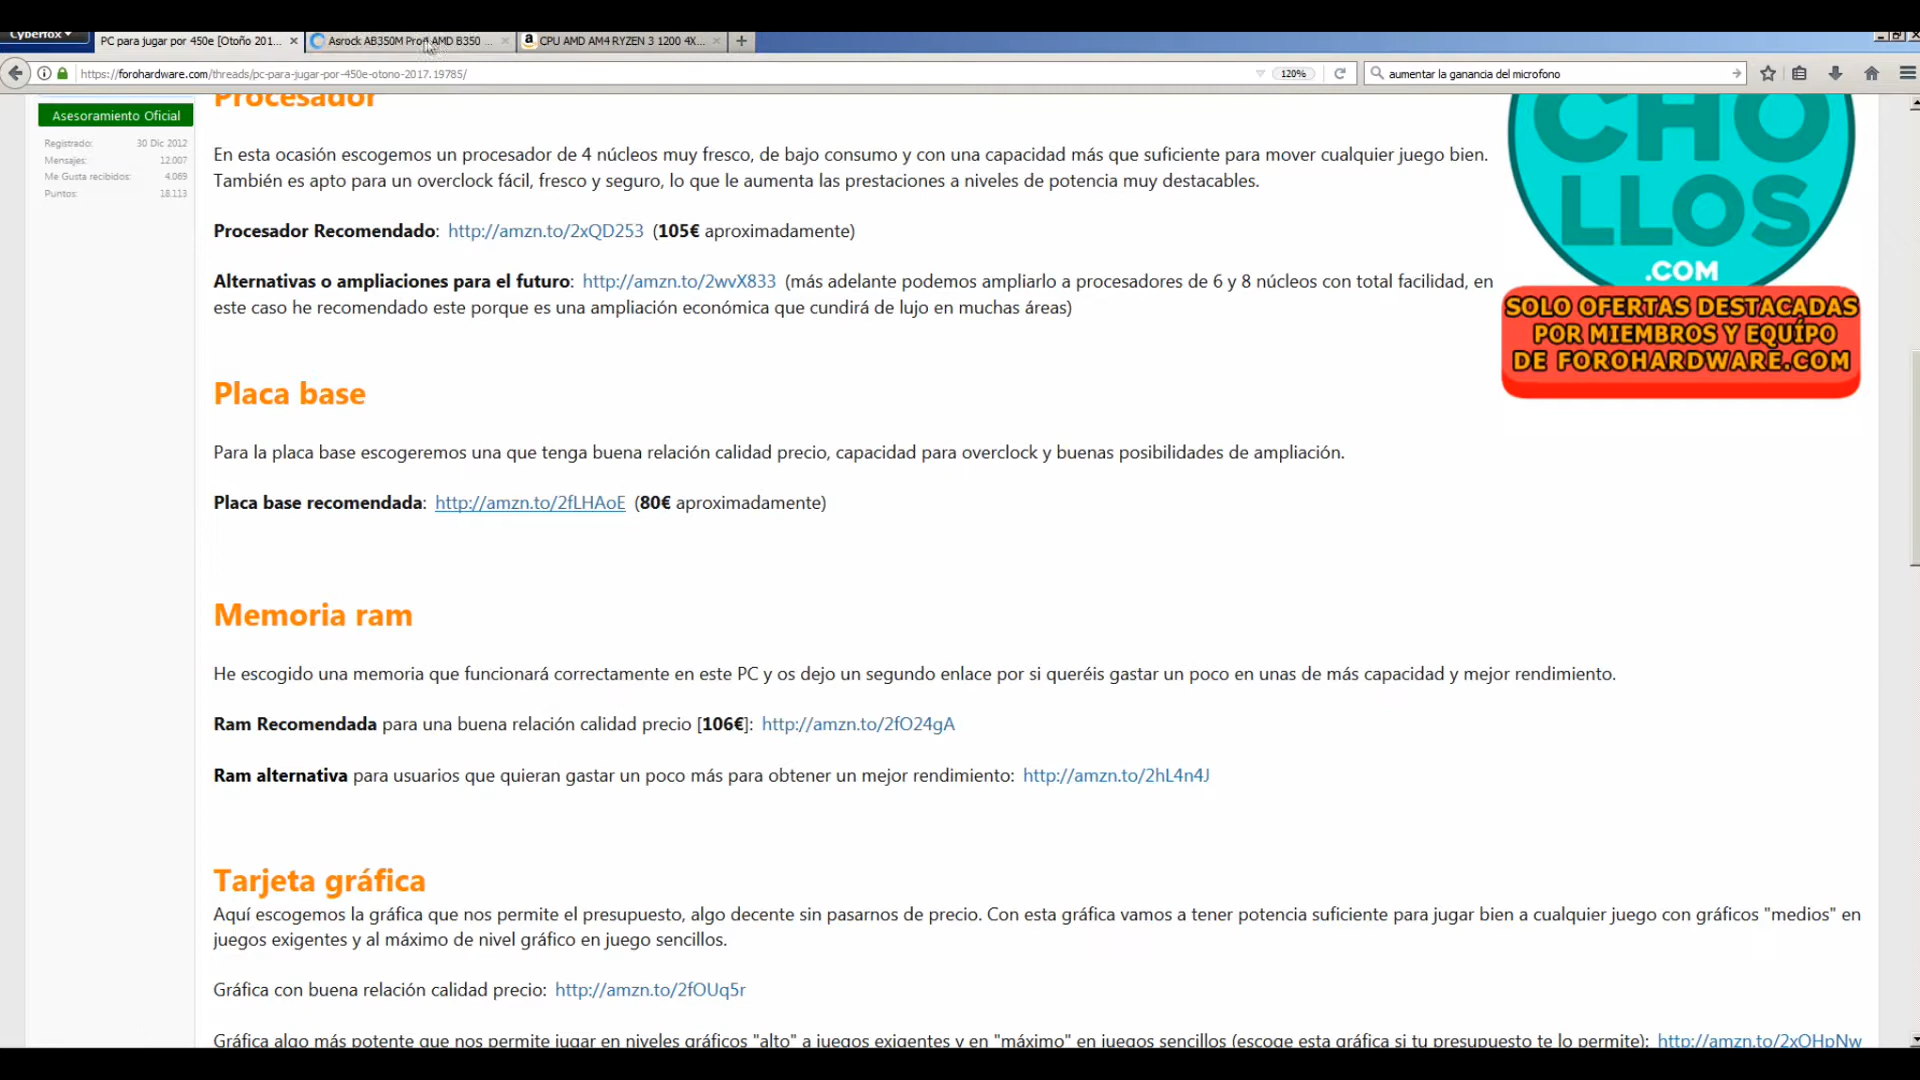 Cyberfox
PC para jugar por 450e [Otoño 201...
Asrock AB350M Pro4 AMD B350 ...
CPU AMD AM4 RYZEN 3 1200 4X...
https://forohardware.com/threads/pc-para-jugar-por-450e-otono-2017.19785/
120%
aumentar la ganancia del microfono
Asesoramiento Oficial
Registrado: 30 Dic 2012
Mensajes: 12.007
Me Gusta recibidos: 4.069
Puntos: 18.113
Procesador
En esta ocasión escogemos un procesador de 4 núcleos muy fresco, de bajo consumo y con una capacidad más que suficiente para mover cualquier juego bien.
También es apto para un overclock fácil, fresco y seguro, lo que le aumenta las prestaciones a niveles de potencia muy destacables.
Procesador Recomendado: http://amzn.to/2xQD253 (105€ aproximadamente)
Alternativas o ampliaciones para el futuro: http://amzn.to/2wvX833 (más adelante podemos ampliarlo a procesadores de 6 y 8 núcleos con total facilidad, en
este caso he recomendado este porque es una ampliación económica que cundirá de lujo en muchas áreas)
Placa base
Para la placa base escogeremos una que tenga buena relación calidad precio, capacidad para overclock y buenas posibilidades de ampliación.
Placa base recomendada: http://amzn.to/2fLHAoE (80€ aproximadamente)
Memoria ram
He escogido una memoria que funcionará correctamente en este PC y os dejo un segundo enlace por si queréis gastar un poco en unas de más capacidad y mejor rendimiento.
Ram Recomendada para una buena relación calidad precio [106€]: http://amzn.to/2fO24gA
Ram alternativa para usuarios que quieran gastar un poco más para obtener un mejor rendimiento: http://amzn.to/2hL4n4J
Tarjeta gráfica
Aquí escogemos la gráfica que nos permite el presupuesto, algo decente sin pasarnos de precio. Con esta gráfica vamos a tener potencia suficiente para jugar bien a cualquier juego con gráficos "medios" en
juegos exigentes y al máximo de nivel gráfico en juego sencillos.
Gráfica con buena relación calidad precio: http://amzn.to/2fOUq5r
Gráfica algo más potente que nos permite jugar en niveles gráficos "alto" a juegos exigentes y en "máximo" en juegos sencillos (escoge esta gráfica si tu presupuesto te lo permite): http://amzn.to/2xOHpNw
CHO
LLOS
.COM
SOLO OFERTAS DESTACADAS
POR MIEMBROS Y EQUÍPO
DE FOROHARDWARE.COM